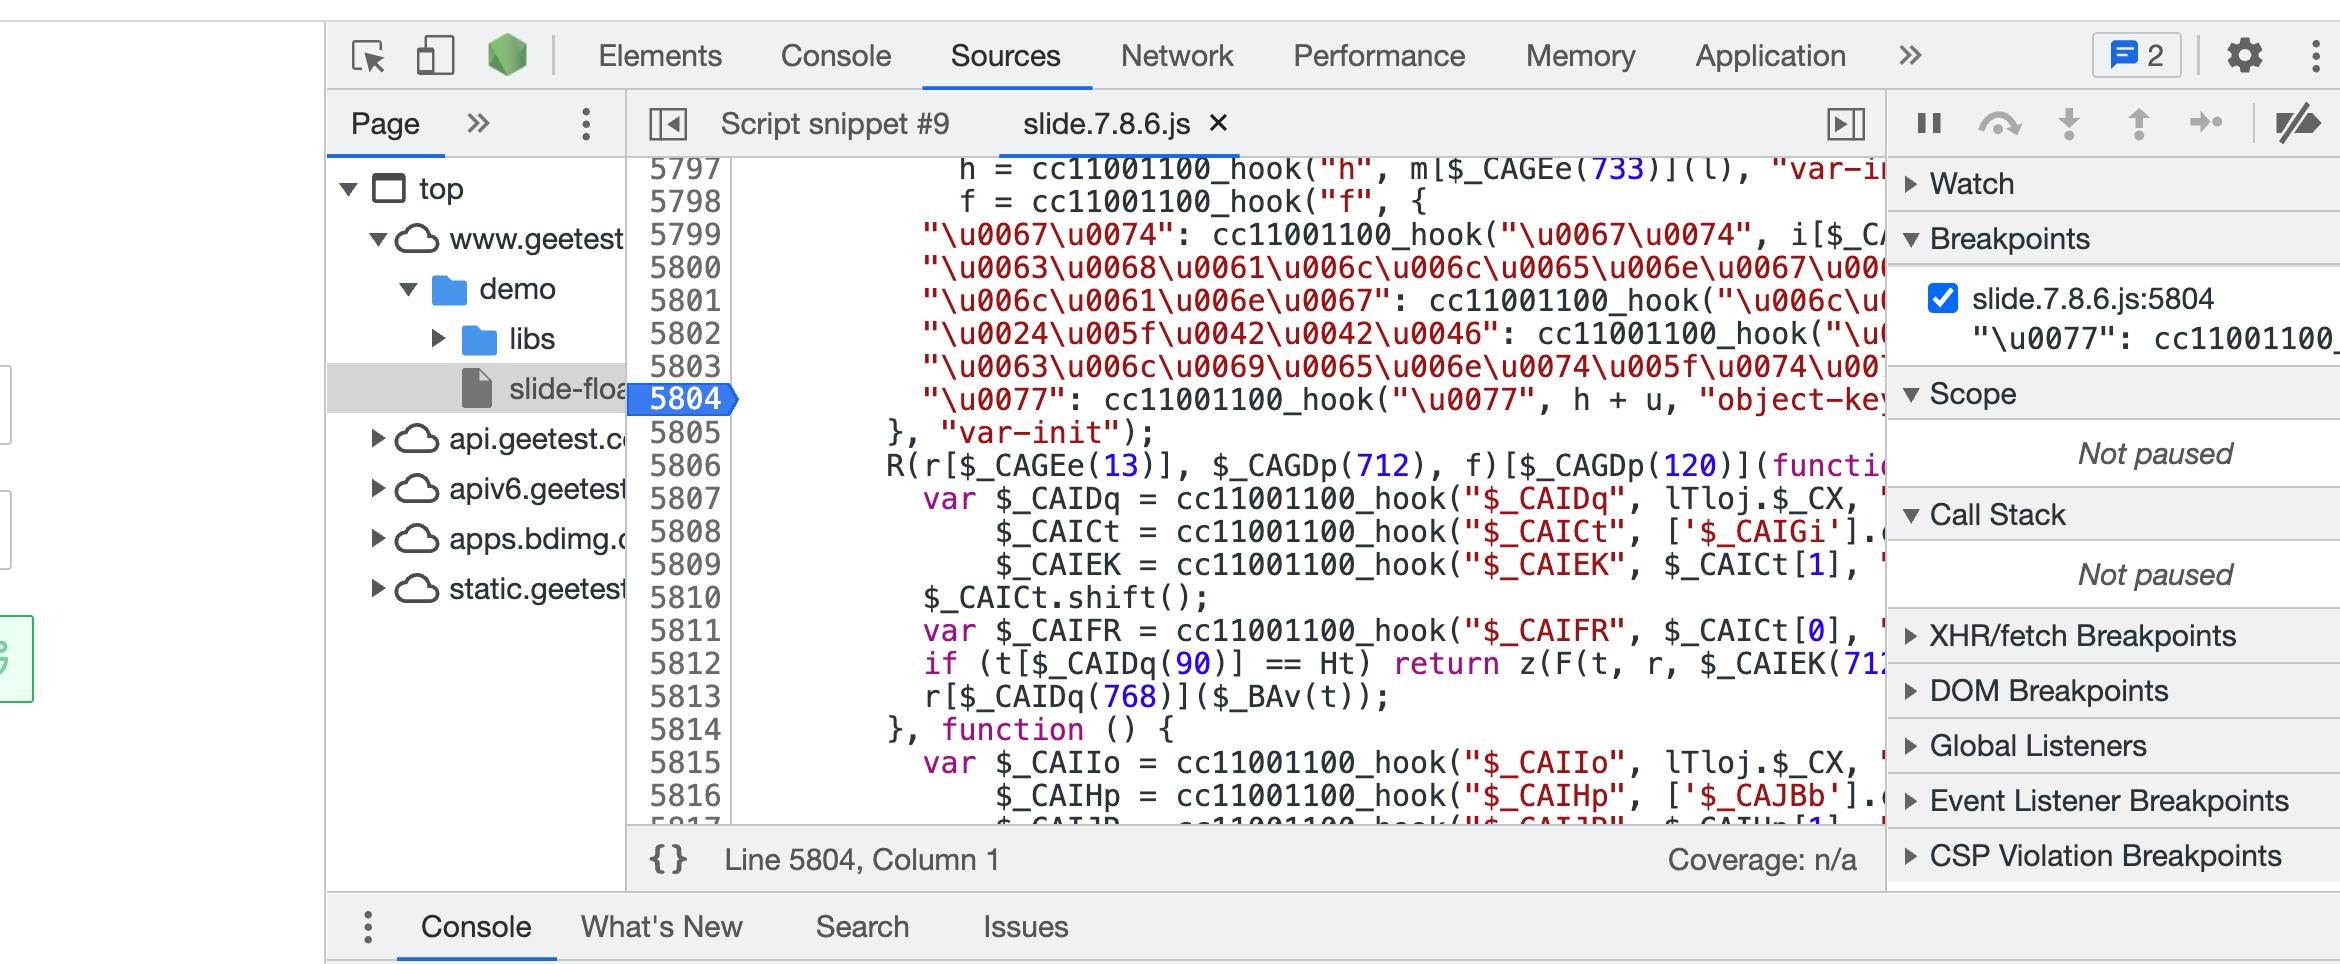 Elements Console Sources Network Performance Memory Application 2
Page Script snippet #9 slide.7.8.6.js ×
top
www.geetest
demo
libs
slide-floa
api.geetest.c
apiv6.geetest
apps.bdimg.c
static.geetest
5797 h = cc11001100_hook("h", m[$_CAGEe(733)](l), "var-in
5798 f = cc11001100_hook("f", {
5799 "\u0067\u0074": cc11001100_hook("\u0067\u0074", i[$_CA
5800 "\u0063\u0068\u0061\u006c\u006c\u0065\u006e\u0067\u006
5801 "\u006c\u0061\u006e\u0067": cc11001100_hook("\u006c\u0
5802 "\u0024\u005f\u0042\u0042\u0046": cc11001100_hook("\u0
5803 "\u0063\u006c\u0069\u0065\u006e\u0074\u005f\u0074\u007
5804 "\u0077": cc11001100_hook("\u0077", h + u, "object-key
5805 }, "var-init");
5806 R(r[$_CAGEe(13)], $_CAGDp(712), f)[$_CAGDp(120)](functio
5807 var $_CAIDq = cc11001100_hook("$_CAIDq", lTloj.$_CX, "
5808 $_CAICt = cc11001100_hook("$_CAICt", ['$_CAIGi'].c
5809 $_CAIEK = cc11001100_hook("$_CAIEK", $_CAICt[1], "
5810 $_CAICt.shift();
5811 var $_CAIFR = cc11001100_hook("$_CAIFR", $_CAICt[0], "
5812 if (t[$_CAIDq(90)] == Ht) return z(F(t, r, $_CAIEK(712
5813 r[$_CAIDq(768)]($_BAv(t));
5814 }, function () {
5815 var $_CAIIo = cc11001100_hook("$_CAIIo", lTloj.$_CX, "
5816 $_CAIHp = cc11001100_hook("$_CAIHp", ['$_CAJBb'].c
{} Line 5804, Column 1 Coverage: n/a
Watch
Breakpoints
slide.7.8.6.js:5804
"\u0077": cc11001100_
Scope
Not paused
Call Stack
Not paused
XHR/fetch Breakpoints
DOM Breakpoints
Global Listeners
Event Listener Breakpoints
CSP Violation Breakpoints
Console What's New Search Issues